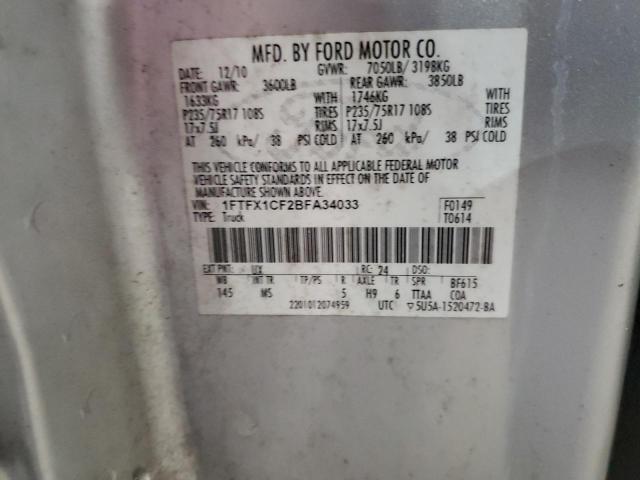 MFD. BY FORD MOTOR CO.
DATE: 12/10 GVWR: 7050LB/ 3198KG
FRONT GAWR: 3600LB REAR GAWR: 3850LB
1633KG WITH 1746KG WITH
P235/75R17 108S TIRES P235/75R17 108S TIRES
17x7.5J RIMS 17x7.5J RIMS
AT 260 kPa/ 38 PSI COLD AT 260 kPa/ 38 PSI COLD
THIS VEHICLE CONFORMS TO ALL APPLICABLE FEDERAL MOTOR
VEHICLE SAFETY STANDARDS IN EFFECT ON THE DATE OF
MANUFACTURE SHOWN ABOVE.
VIN: 1FTFX1CF2BFA34033 F0149
TYPE: Truck T0614
EXT PNT: UX RC: 24 DSO:
WB INT TR TP/PS R AXLE TR SPR BF615
145 MS 5 H9 6 TTAA COA
2201012074959 UTC ▽5U5A-1520472-BA